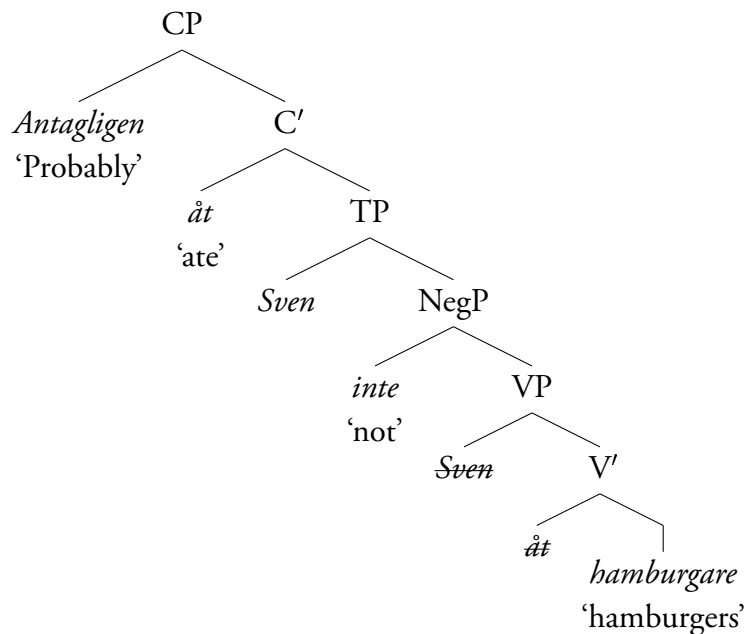 CP
Antagligen
C′
‘Probably’
åt
TP
‘ate’
Sven
NegP
inte
VP
‘not’
Sven
V′
åt
hamburgare
‘hamburgers’